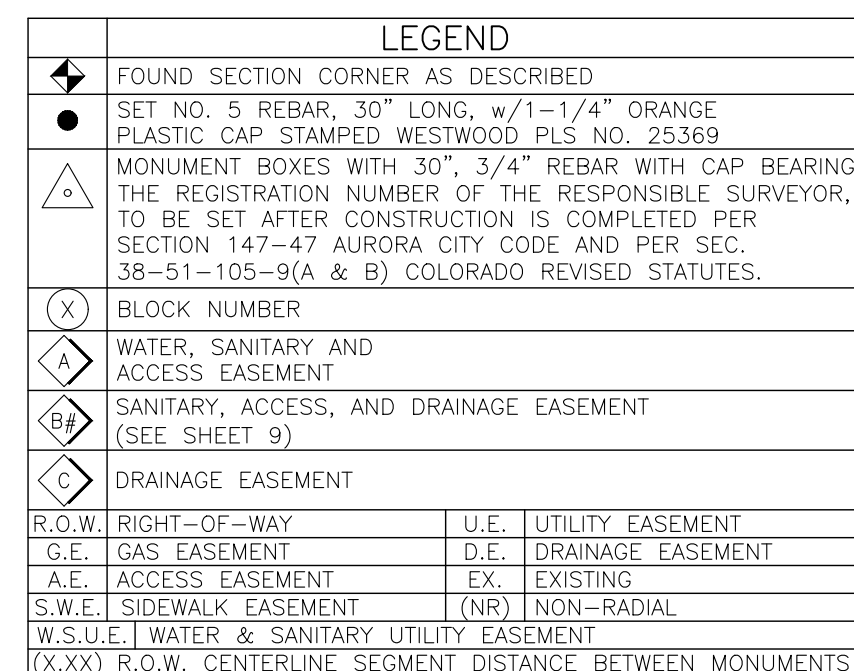 LEGEND
FOUND SECTION CORNER AS DESCRIBED
SET NO. 5 REBAR, 30” LONG, w/1-1/4” ORANGE
PLASTIC CAP STAMPED WESTWOOD PLS NO. 25369
MONUMENT BOXES WITH 30”, 3/4” REBAR WITH CAP BEARING
THE REGISTRATION NUMBER OF THE RESPONSIBLE SURVEYOR,
TO BE SET AFTER CONSTRUCTION IS COMPLETED PER
SECTION 147-47 AURORA CITY CODE AND PER SEC.
38-51-105-9(A & B) COLORADO REVISED STATUTES.
X BLOCK NUMBER
A WATER, SANITARY AND
ACCESS EASEMENT
B# SANITARY, ACCESS, AND DRAINAGE EASEMENT
(SEE SHEET 9)
C DRAINAGE EASEMENT
R.O.W. RIGHT-OF-WAY U.E. UTILITY EASEMENT
G.E. GAS EASEMENT D.E. DRAINAGE EASEMENT
A.E. ACCESS EASEMENT EX. EXISTING
S.W.E. SIDEWALK EASEMENT (NR) NON-RADIAL
W.S.U.E. WATER & SANITARY UTILITY EASEMENT
(X.XX) R.O.W. CENTERLINE SEGMENT DISTANCE BETWEEN MONUMENTS